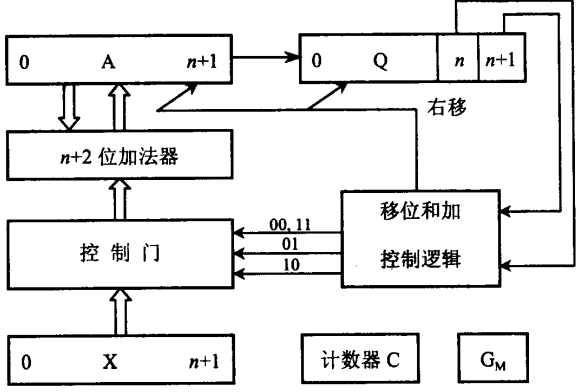 0 A n+1
0 Q n n+1
右移
n+2 位加法器
移位和加
控制逻辑
00, 11
01
10
控制门
0 X n+1
计数器 C
G_M